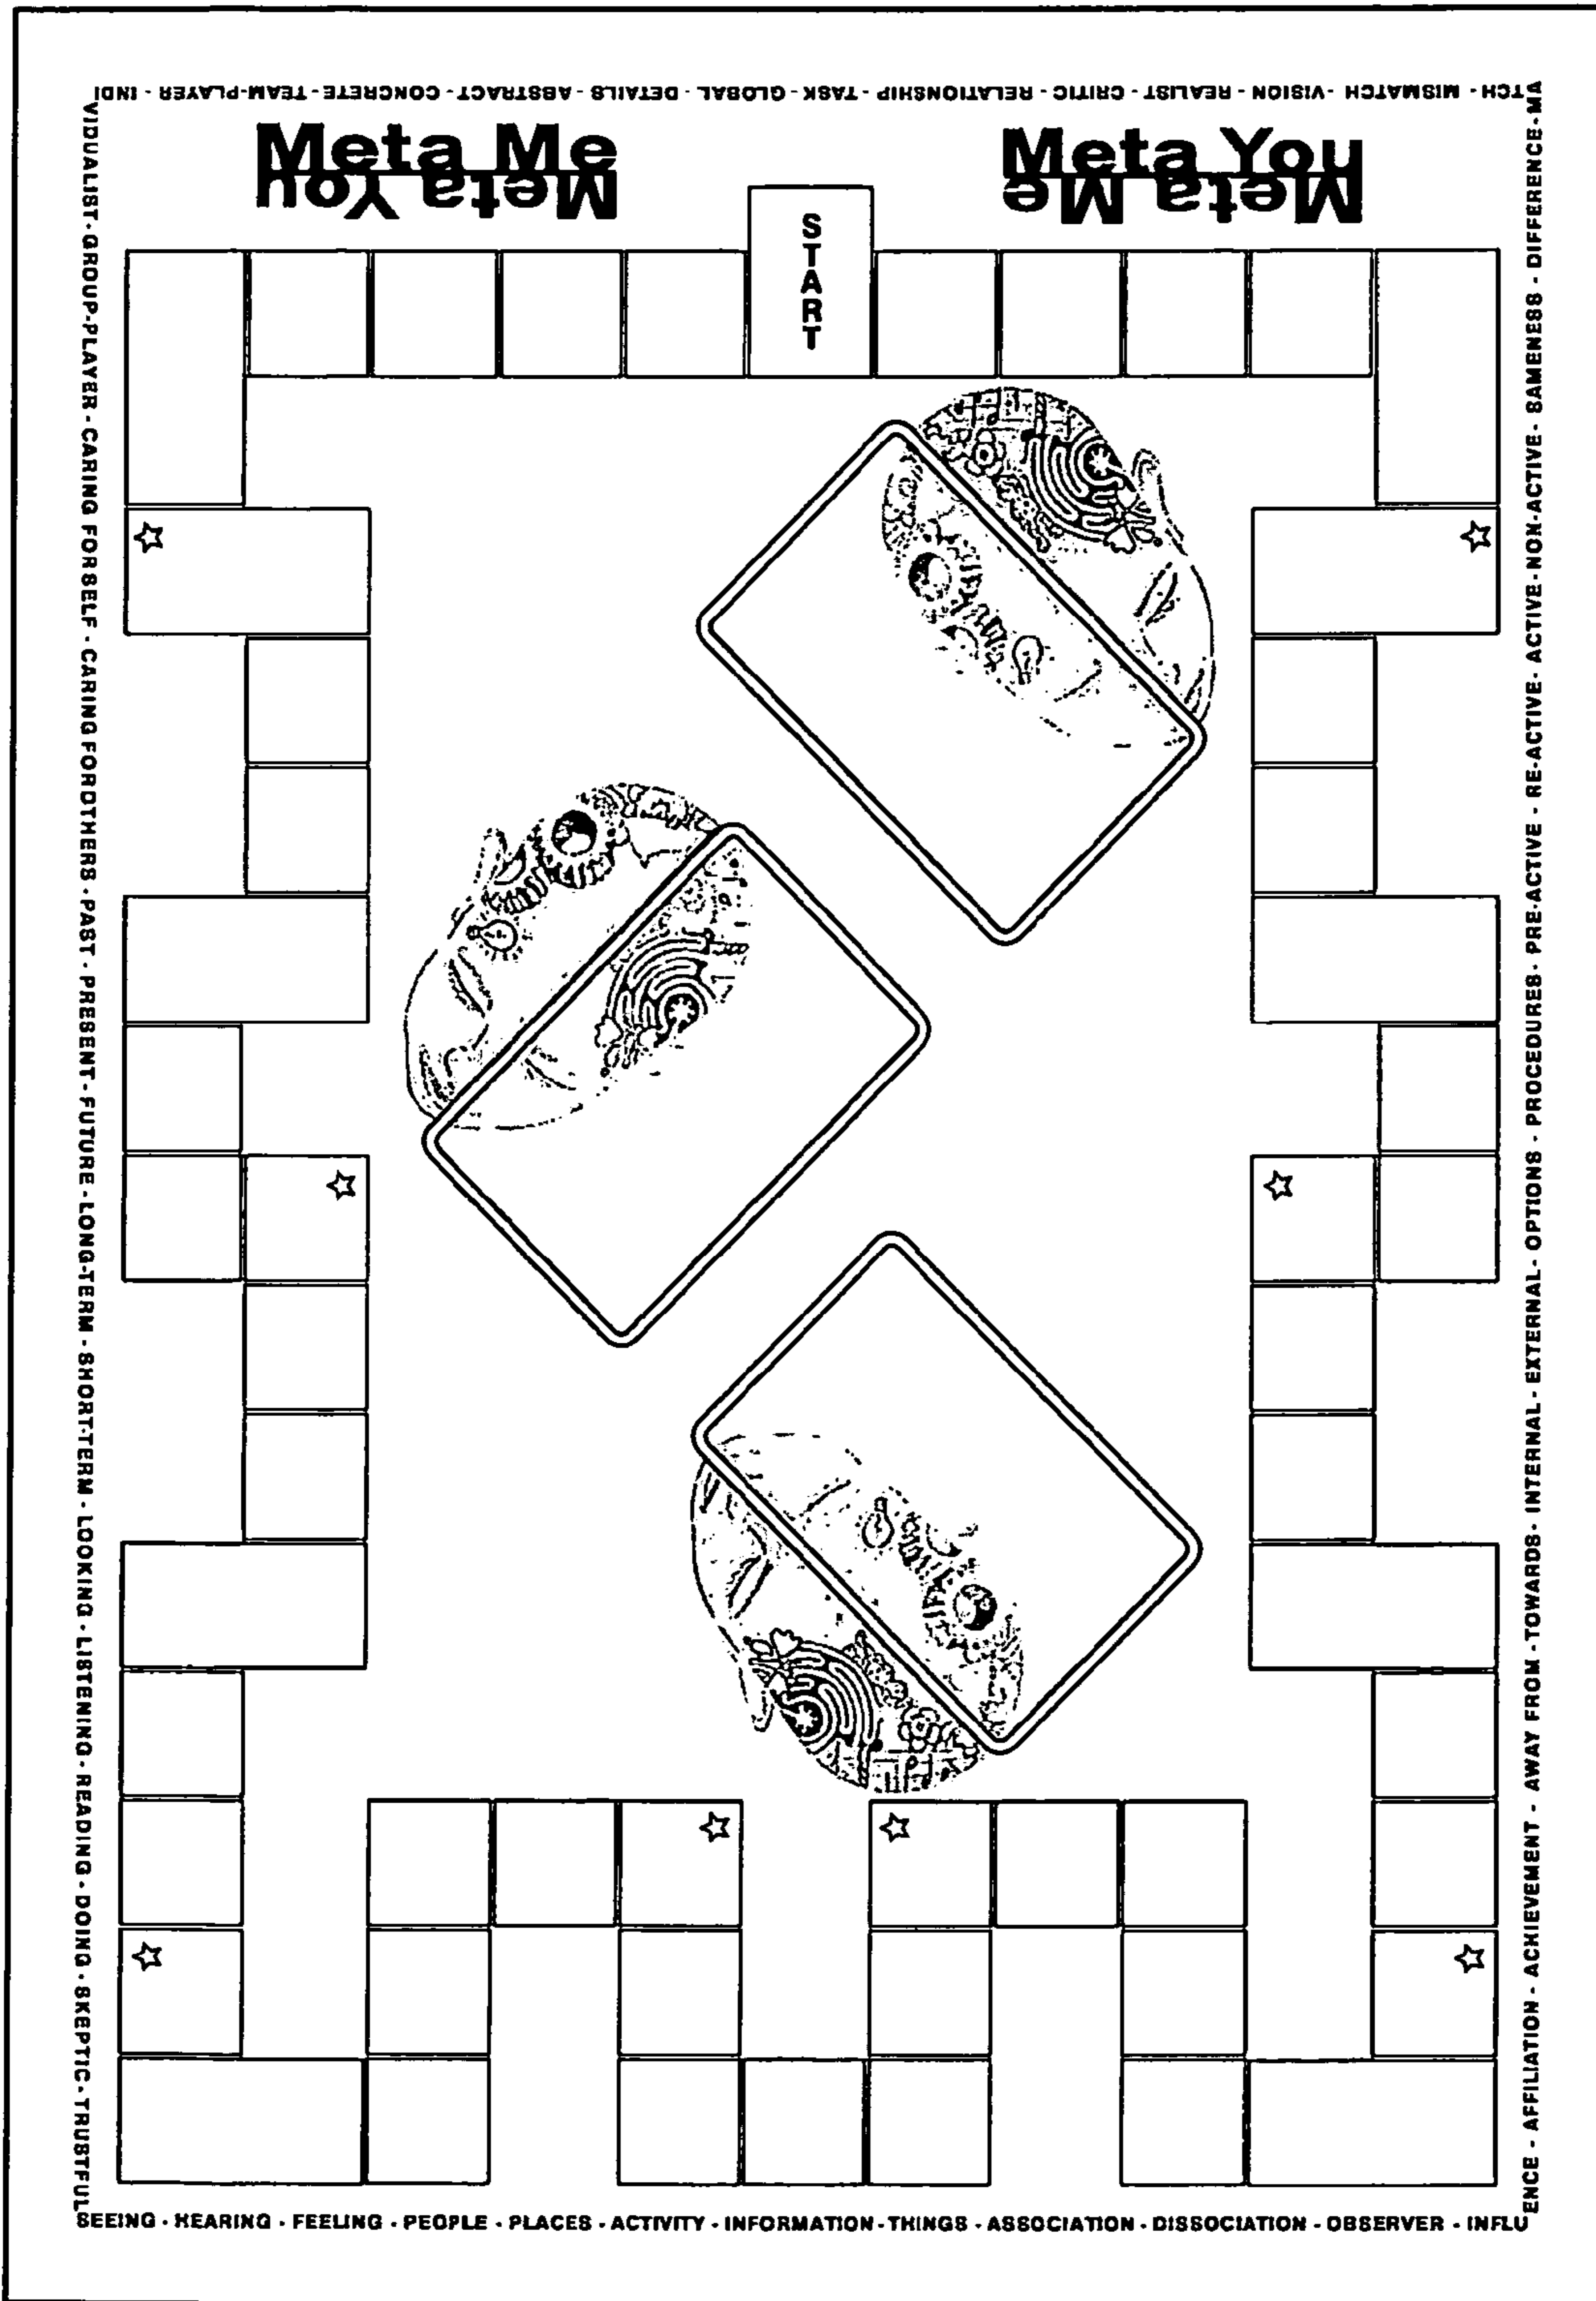 TCH - MISMATCH - VISION - REALIST - CRITIC - RELATIONSHIP - TASK - GLOBAL - DETAILS - ABSTRACT - CONCRETE - TEAM-PLAYER - INDI
VIDUALIST - GROUP-PLAYER - CARING FORSELF - CARING FOROTHERS - PAST - PRESENT - FUTURE - LONG-TERM - SHORT-TERM - LOOKING - LISTENING - READING - DOING - SKEPTIC - TRUSTFUL
SEEING - HEARING - FEELING - PEOPLE - PLACES - ACTIVITY - INFORMATION - THINGS - ASSOCIATION - DISSOCIATION - OBSERVER - INFLU
ENCE - AFFILIATION - ACHIEVEMENT - AWAY FROM - TOWARDS - INTERNAL - EXTERNAL - OPTIONS - PROCEDURES - PRE-ACTIVE - RE-ACTIVE - ACTIVE - NON-ACTIVE - SAMENESS - DIFFERENCE - MA
Meta Me
Meta You
Meta You
Meta Me
START